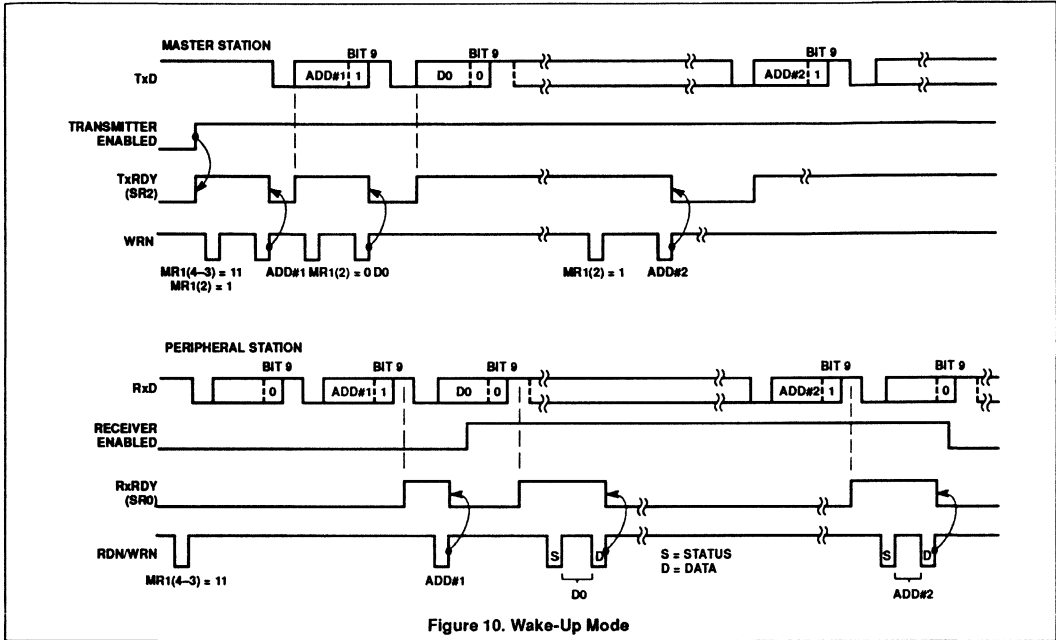 MASTER STATION
BIT 9 BIT 9 BIT 9
TxD ADD#1 1 D0 0 ADD#2 1
TRANSMITTER
ENABLED
TxRDY
(SR2)
WRN
MR1(4–3) = 11 ADD#1 MR1(2) = 0 D0 MR1(2) = 1 ADD#2
MR1(2) = 1
PERIPHERAL STATION
BIT 9 BIT 9 BIT 9 BIT 9 BIT 9
RxD 0 ADD#1 1 D0 0 ADD#2 1 0
RECEIVER
ENABLED
RxRDY
(SR0)
RDN/WRN S D S = STATUS S D
D = DATA
MR1(4–3) = 11 ADD#1 D0 ADD#2
Figure 10. Wake-Up Mode